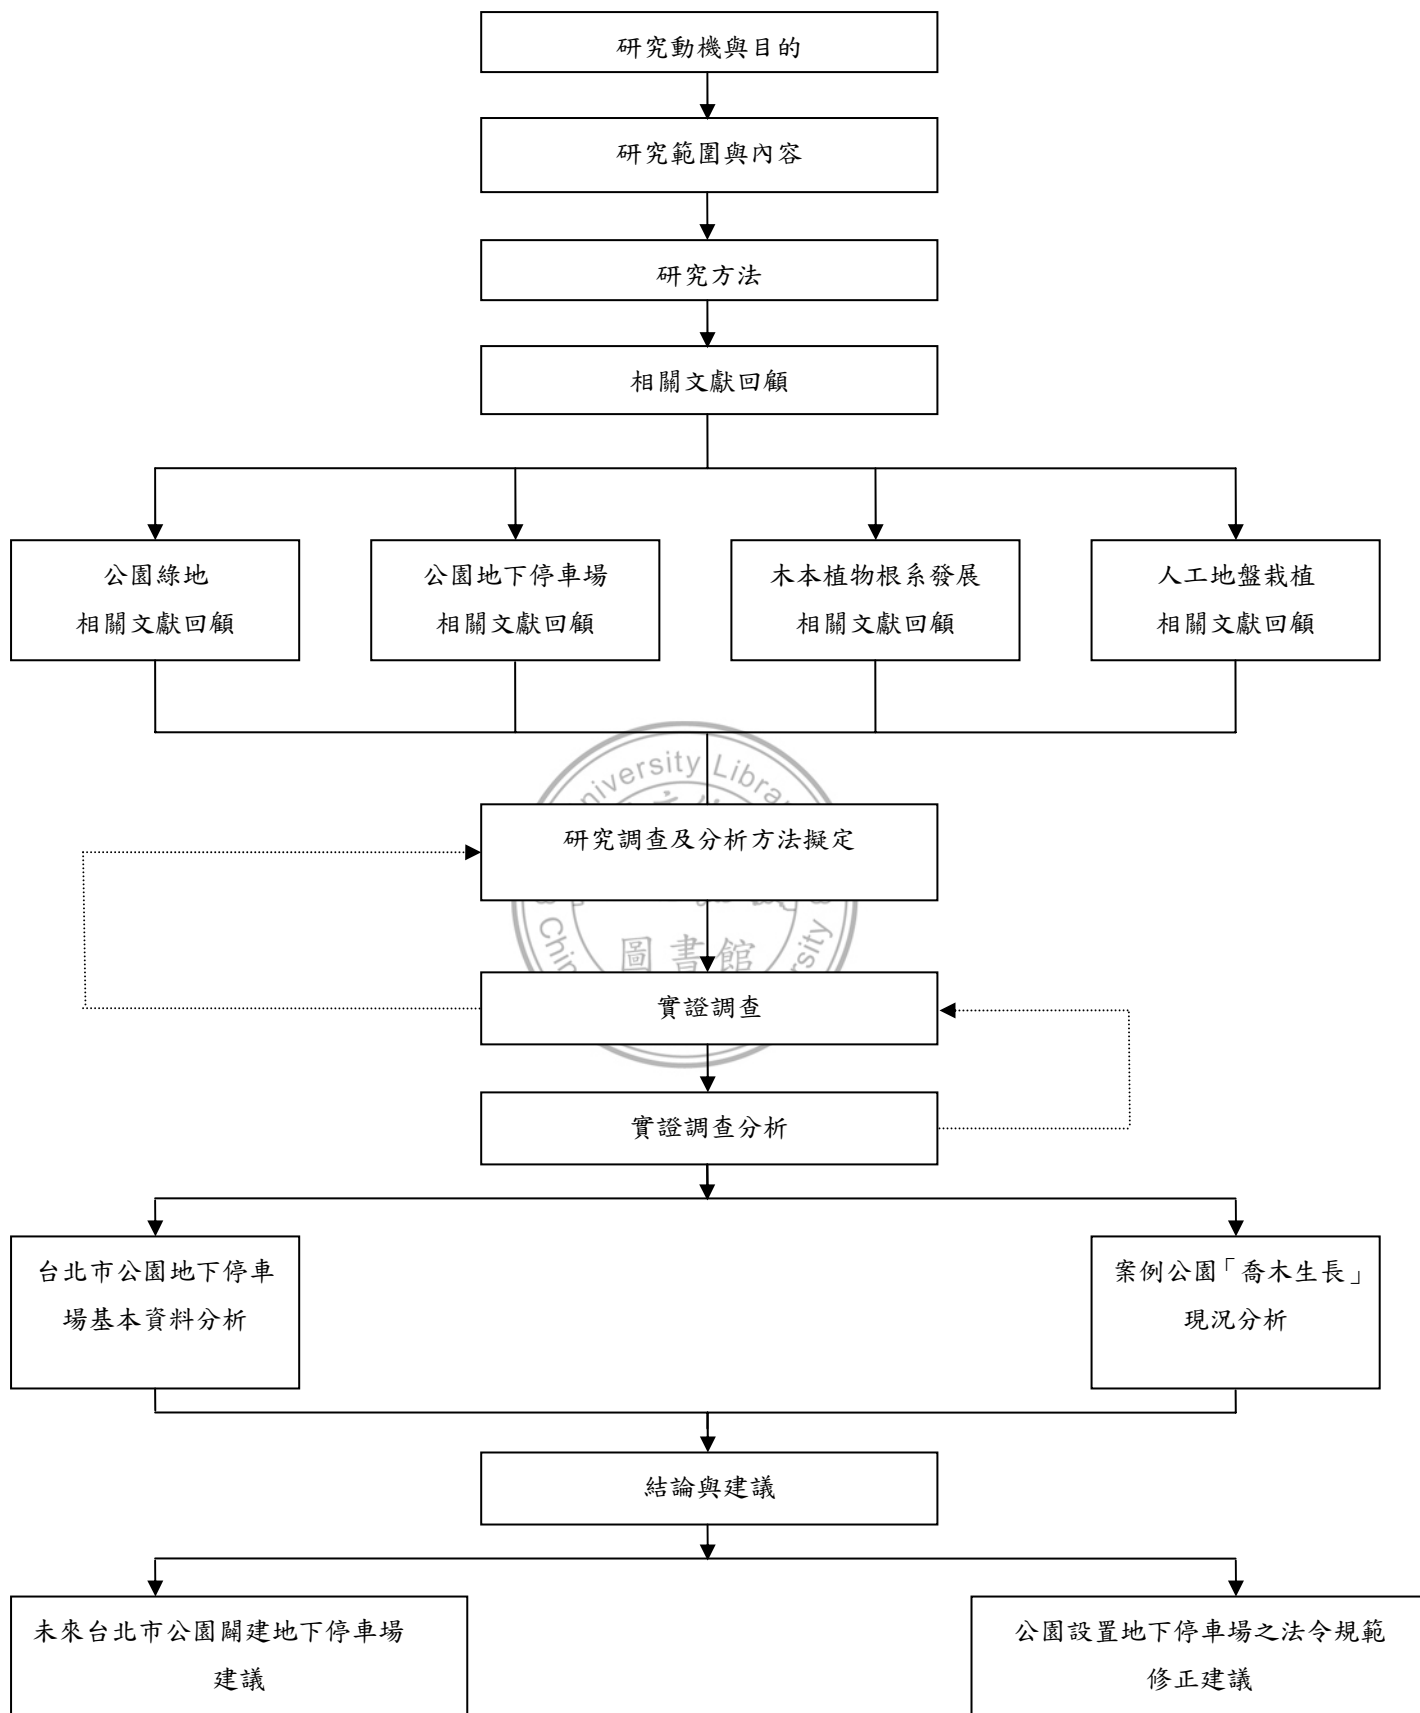 研究動機與目的
研究範圍與內容
研究方法
相關文獻回顧
公園綠地
相關文獻回顧
公園地下停車場
相關文獻回顧
木本植物根系發展
相關文獻回顧
人工地盤栽植
相關文獻回顧
研究調查及分析方法擬定
圖書館
實證調查
實證調查分析
台北市公園地下停車
場基本資料分析
案例公園「喬木生長」
現況分析
結論與建議
未來台北市公園闢建地下停車場
建議
公園設置地下停車場之法令規範
修正建議